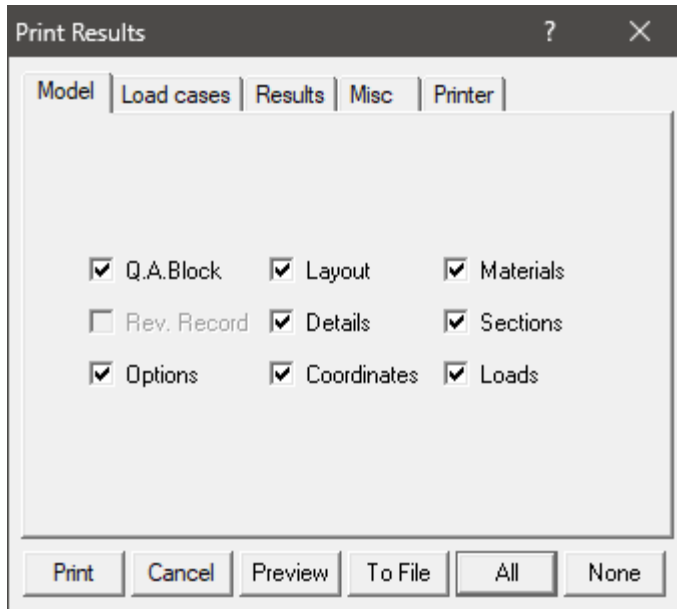 Print Results ?
Model Load cases Results Misc Printer
Q.A.Block Layout Materials
Rev. Record Details Sections
Options Coordinates Loads
Print Cancel Preview To File All None